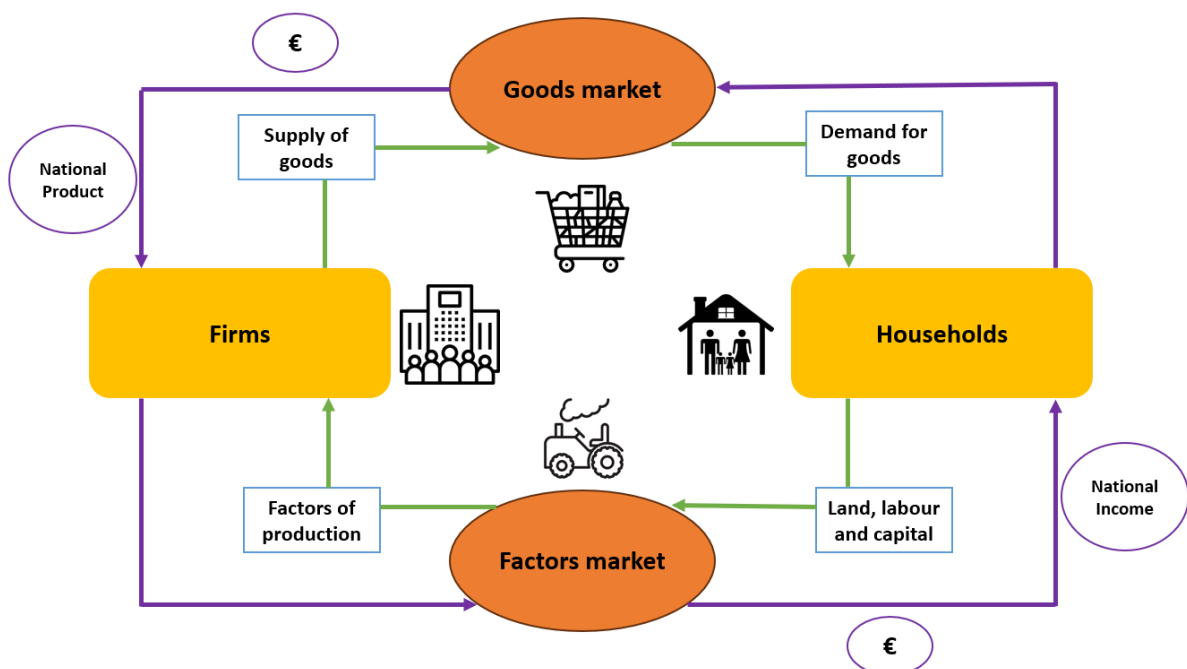 €
Goods market
Supply of
goods
Demand for
goods
National
Product
Firms
Households
Factors of
production
Land, labour
and capital
National
Income
Factors market
€